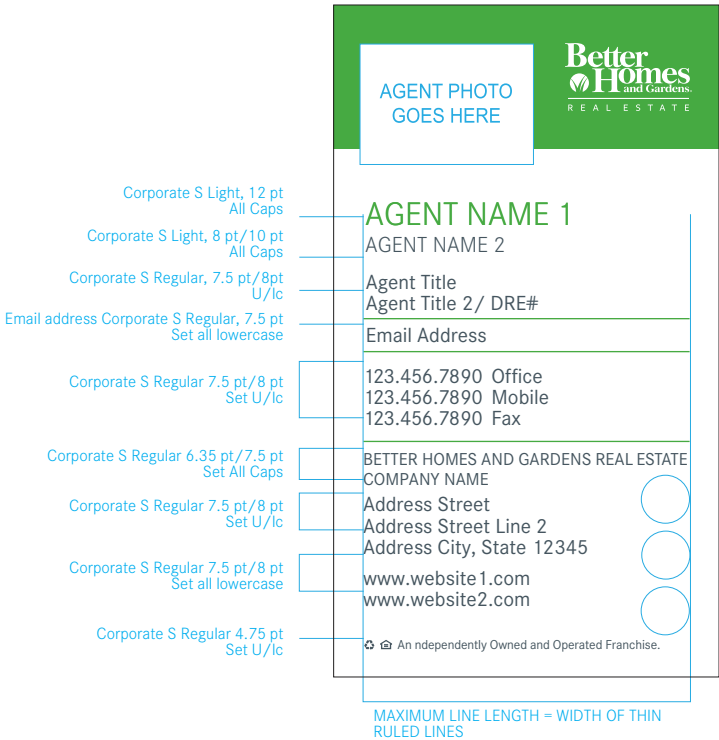 AGENT PHOTO
GOES HERE
Better
Homes
and Gardens
REAL ESTATE
Corporate S Light, 12 pt
All Caps
AGENT NAME 1
Corporate S Light, 8 pt/10 pt
All Caps
AGENT NAME 2
Corporate S Regular, 7.5 pt/8pt
U/lc
Agent Title
Agent Title 2/ DRE#
Email address Corporate S Regular, 7.5 pt
Set all lowercase
Email Address
Corporate S Regular 7.5 pt/8 pt
Set U/lc
123.456.7890 Office
123.456.7890 Mobile
123.456.7890 Fax
Corporate S Regular 6.35 pt/7.5 pt
Set All Caps
BETTER HOMES AND GARDENS REAL ESTATE
COMPANY NAME
Corporate S Regular 7.5 pt/8 pt
Set U/lc
Address Street
Address Street Line 2
Address City, State 12345
Corporate S Regular 7.5 pt/8 pt
Set all lowercase
www.website1.com
www.website2.com
Corporate S Regular 4.75 pt
Set U/lc
An ndependently Owned and Operated Franchise.
MAXIMUM LINE LENGTH = WIDTH OF THIN
RULED LINES